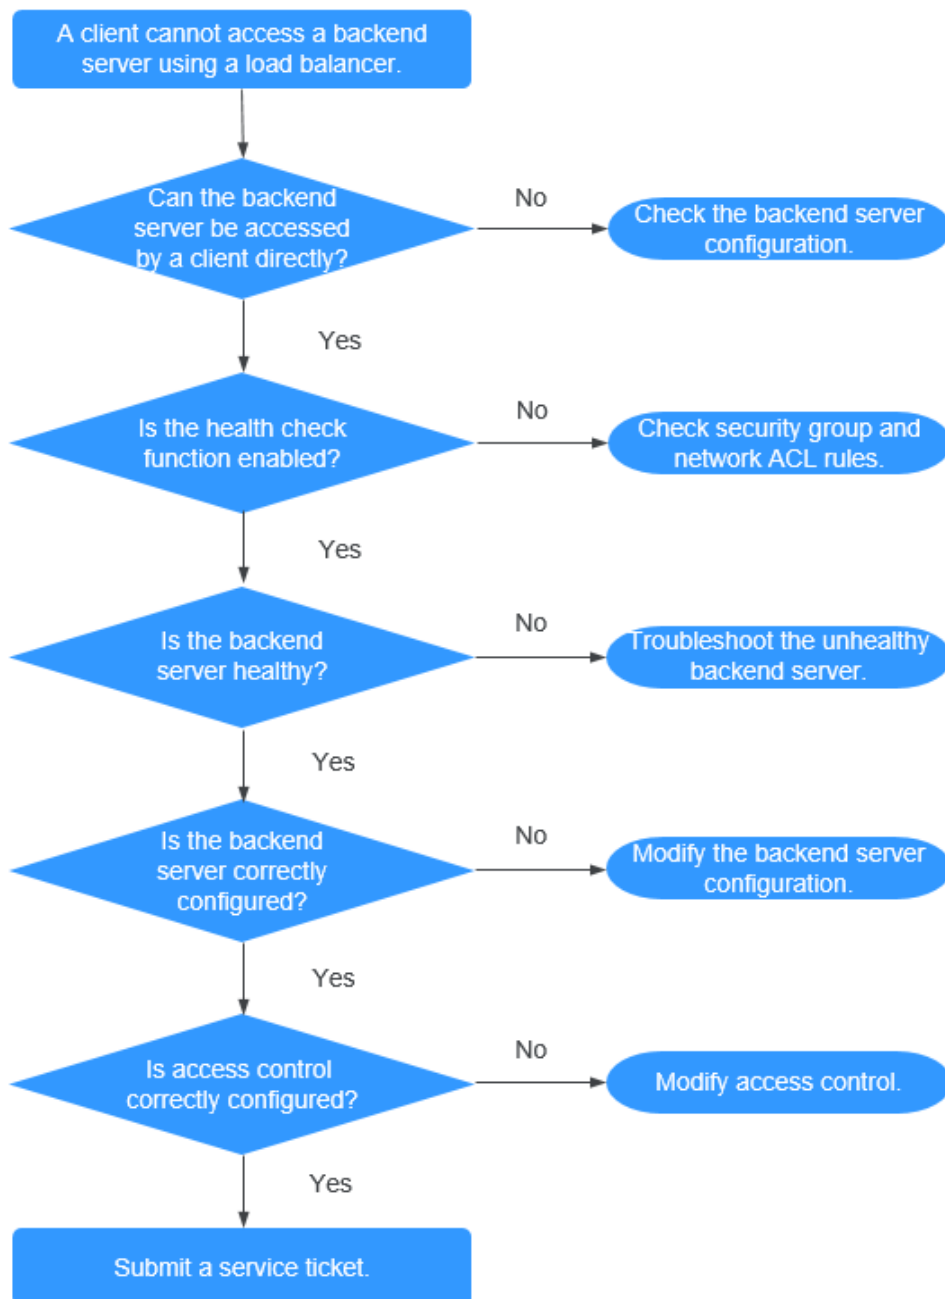 A client cannot access a backend
server using a load balancer.
Can the backend
server be accessed
by a client directly?
No
Check the backend server
configuration.
Yes
Is the health check
function enabled?
No
Check security group and
network ACL rules.
Yes
Is the backend
server healthy?
No
Troubleshoot the unhealthy
backend server.
Yes
Is the backend
server correctly
configured?
No
Modify the backend server
configuration.
Yes
Is access control
correctly configured?
No
Modify access control.
Yes
Submit a service ticket.